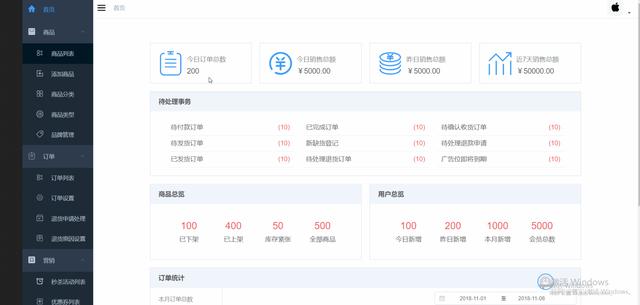 首页
首页
商品
商品列表
添加商品
商品分类
商品类型
品牌管理
订单
订单列表
订单设置
退货申请处理
退货原因设置
营销
秒杀活动列表
优惠券列表
今日订单总数
200
今日销售总额
￥5000.00
昨日销售总额
￥5000.00
近7天销售总额
￥50000.00
待处理事务
待付款订单 (10) 已完成订单 (10) 待确认收货订单 (10)
待发货订单 (10) 新缺货登记 (10) 待处理退款申请 (10)
已发货订单 (10) 待处理退货订单 (10) 广告位即将到期 (10)
商品总览
100 400 50 500
已下架 已上架 库存紧张 全部商品
用户总览
100 200 1000 5000
今日新增 昨日新增 本月新增 会员总数
订单统计
本月订单总数
2018-11-01 至 2018-11-06
激活 Windows